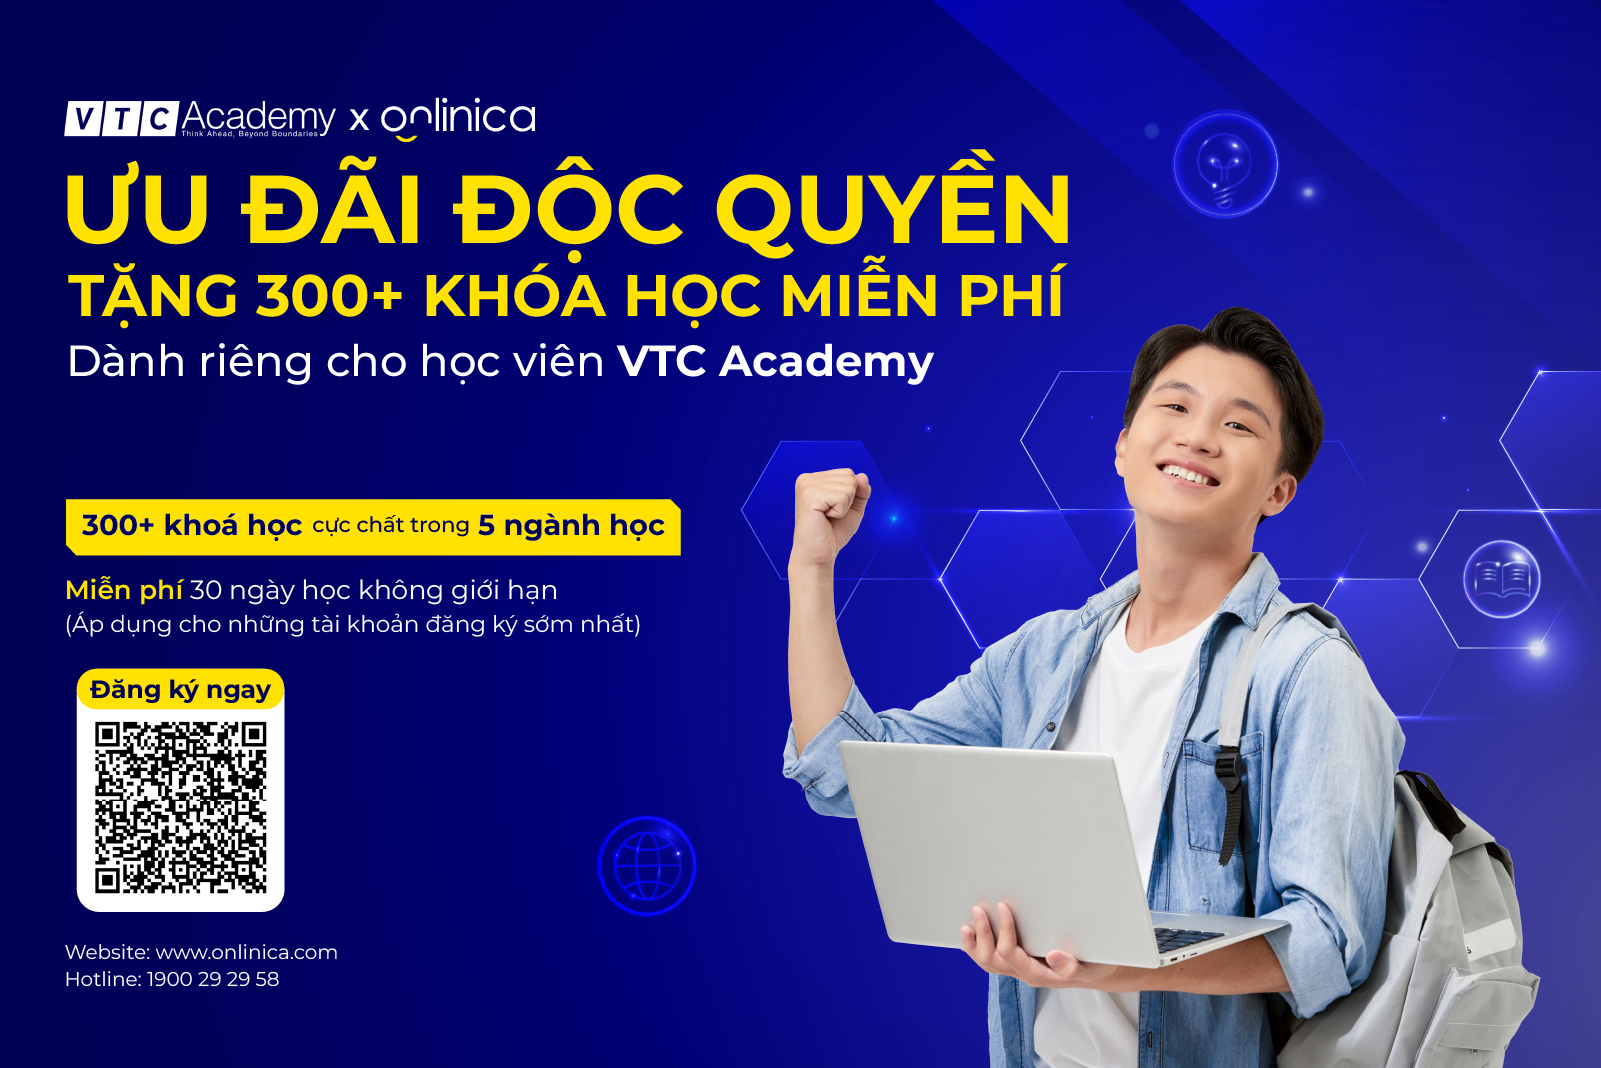 VTC Academy x onlinica
Think Ahead, Beyond Boundaries
ƯU ĐÃI ĐỘC QUYỀN
TẶNG 300+ KHÓA HỌC MIỄN PHÍ
Dành riêng cho học viên VTC Academy
300+ khoá học cực chất trong 5 ngành học
Miễn phí 30 ngày học không giới hạn
(Áp dụng cho những tài khoản đăng ký sớm nhất)
Đăng ký ngay
Website: www.onlinica.com
Hotline: 1900 29 29 58